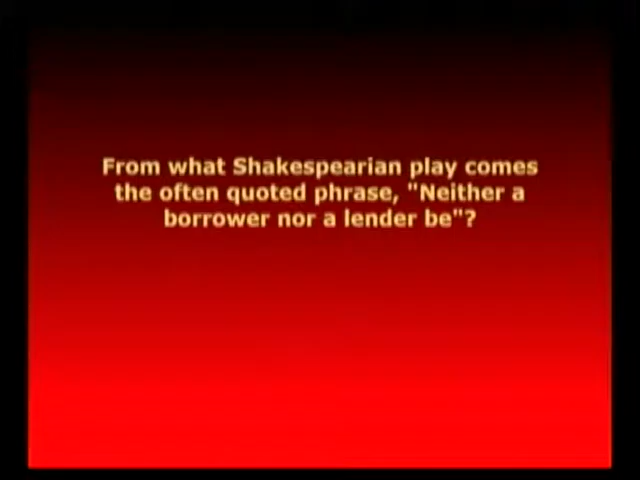 From what Shakespearian play comes
the often quoted phrase, "Neither a
borrower nor a lender be"?